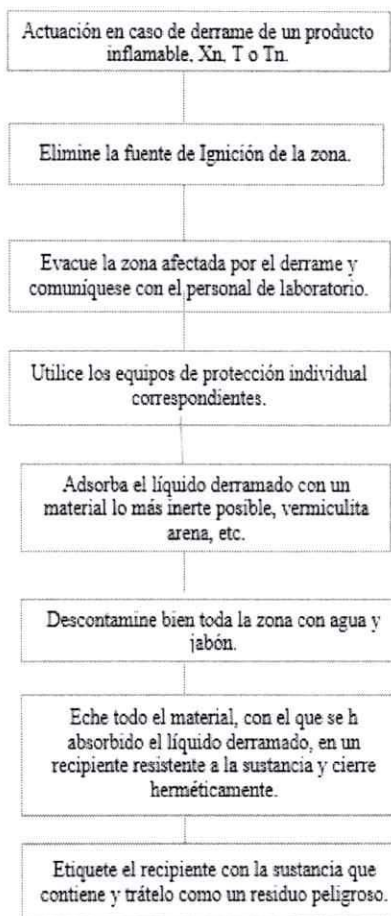 Actuación en caso de derrame de un producto
inflamable, Xn, T o Tn.
Elimine la fuente de Ignición de la zona.
Evacue la zona afectada por el derrame y
comuníquese con el personal de laboratorio.
Utilice los equipos de protección individual
correspondientes.
Adsorba el líquido derramado con un
material lo más inerte posible, vermiculita
arena, etc.
Descontamine bien toda la zona con agua y
jabón.
Eche todo el material, con el que se h
absorbido el líquido derramado, en un
recipiente resistente a la sustancia y cierre
herméticamente.
Etiquete el recipiente con la sustancia que
contiene y trátelo como un residuo peligroso.